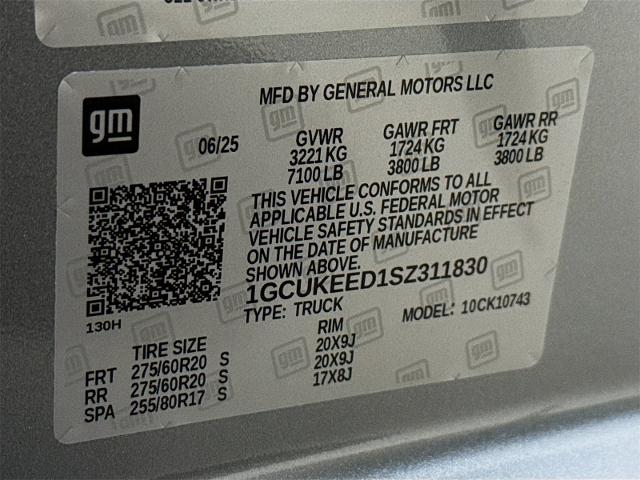 gm
MFD BY GENERAL MOTORS LLC
06/25 GVWR GAWR FRT GAWR RR
3221 KG 1724 KG 1724 KG
7100 LB 3800 LB 3800 LB
THIS VEHICLE CONFORMS TO ALL
APPLICABLE U.S. FEDERAL MOTOR
VEHICLE SAFETY STANDARDS IN EFFECT
ON THE DATE OF MANUFACTURE
SHOWN ABOVE.
1GCUKEED1SZ311830
TYPE: TRUCK MODEL: 10CK10743
130H
TIRE SIZE RIM
FRT 275/60R20 S 20X9J
RR 275/60R20 S 20X9J
SPA 255/80R17 S 17X8J